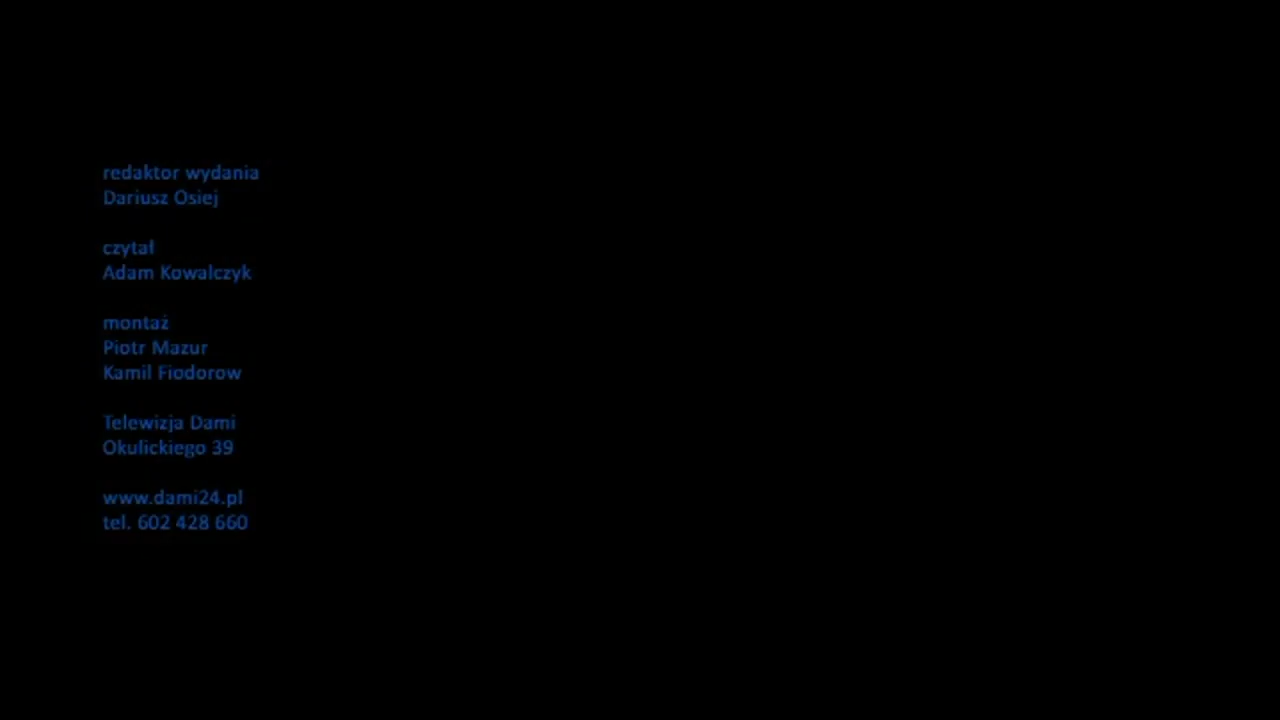 redaktor wydania
Dariusz Osiej
czytał
Adam Kowalczyk
montaż
Piotr Mazur
Kamil Fiodorow
Telewizja Dami
Okulickiego 39
www.dami24.pl
tel. 602 428 660